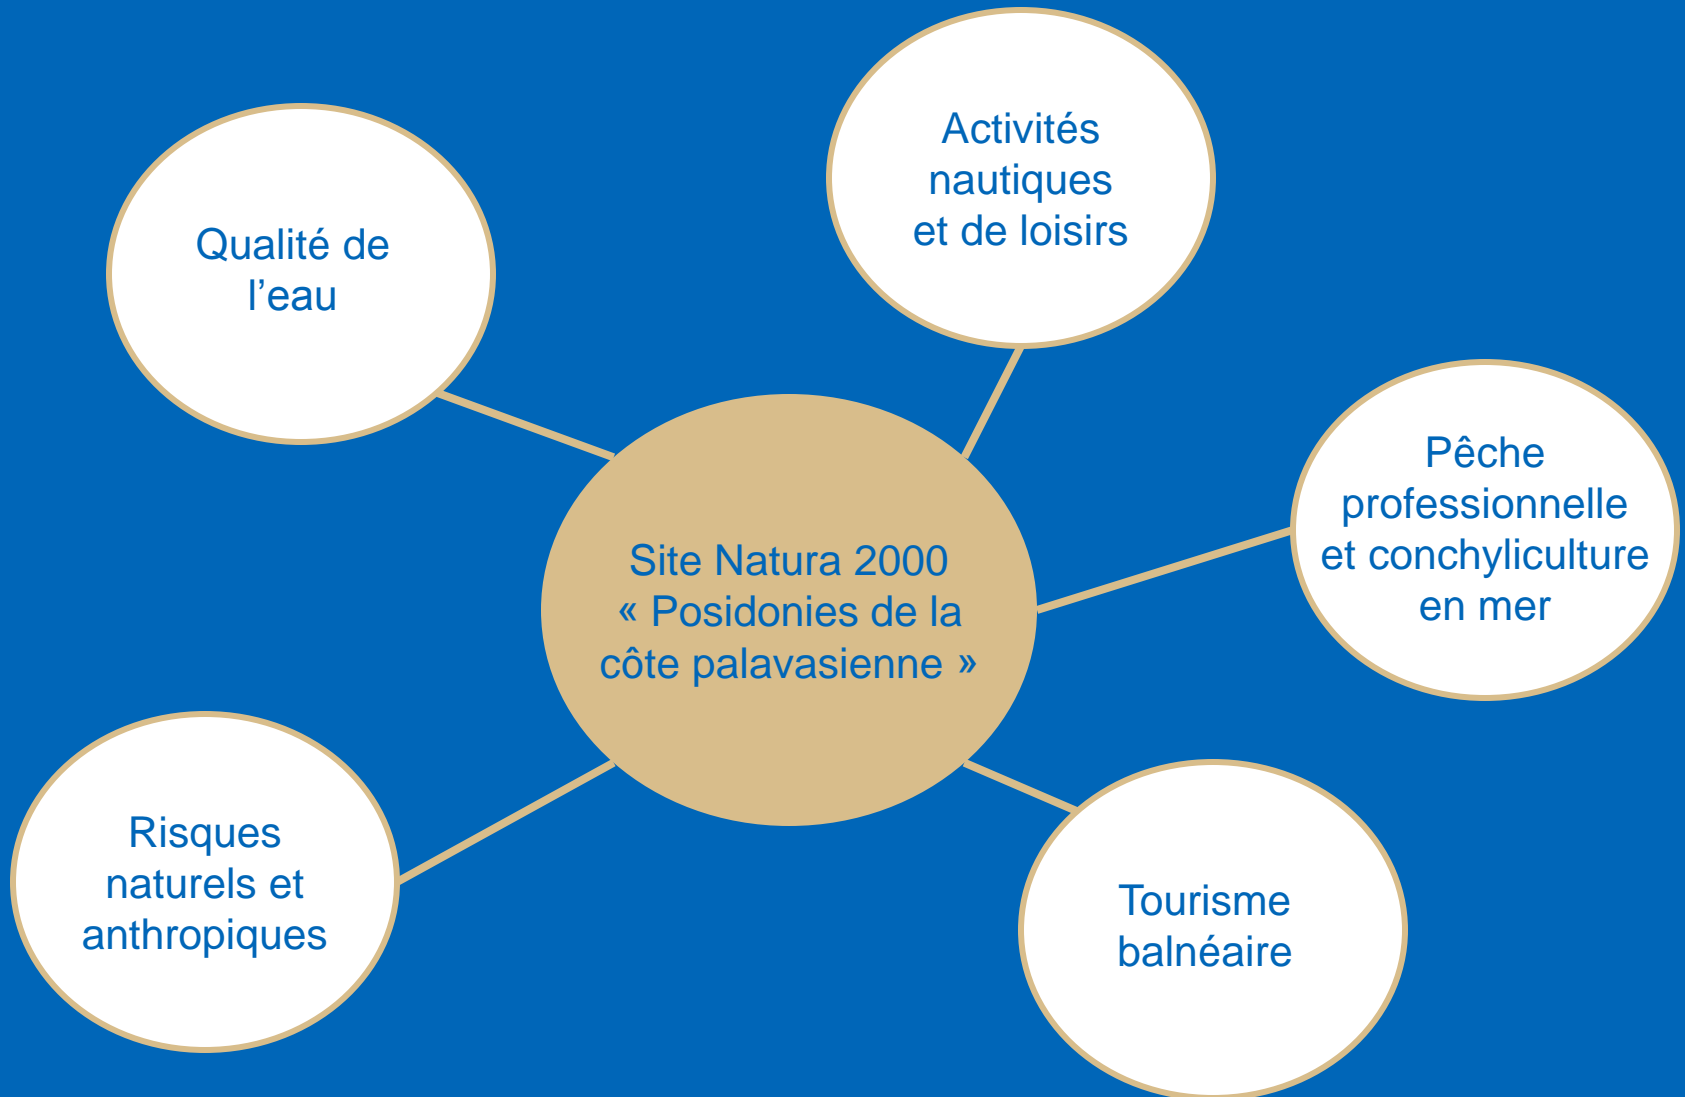 Activités
nautiques
et de loisirs
Qualité de
l’eau
Pêche
professionnelle
et conchyliculture
en mer
Site Natura 2000
« Posidonies de la
côte palavasienne »
Risques
naturels et
anthropiques
Tourisme
balnéaire